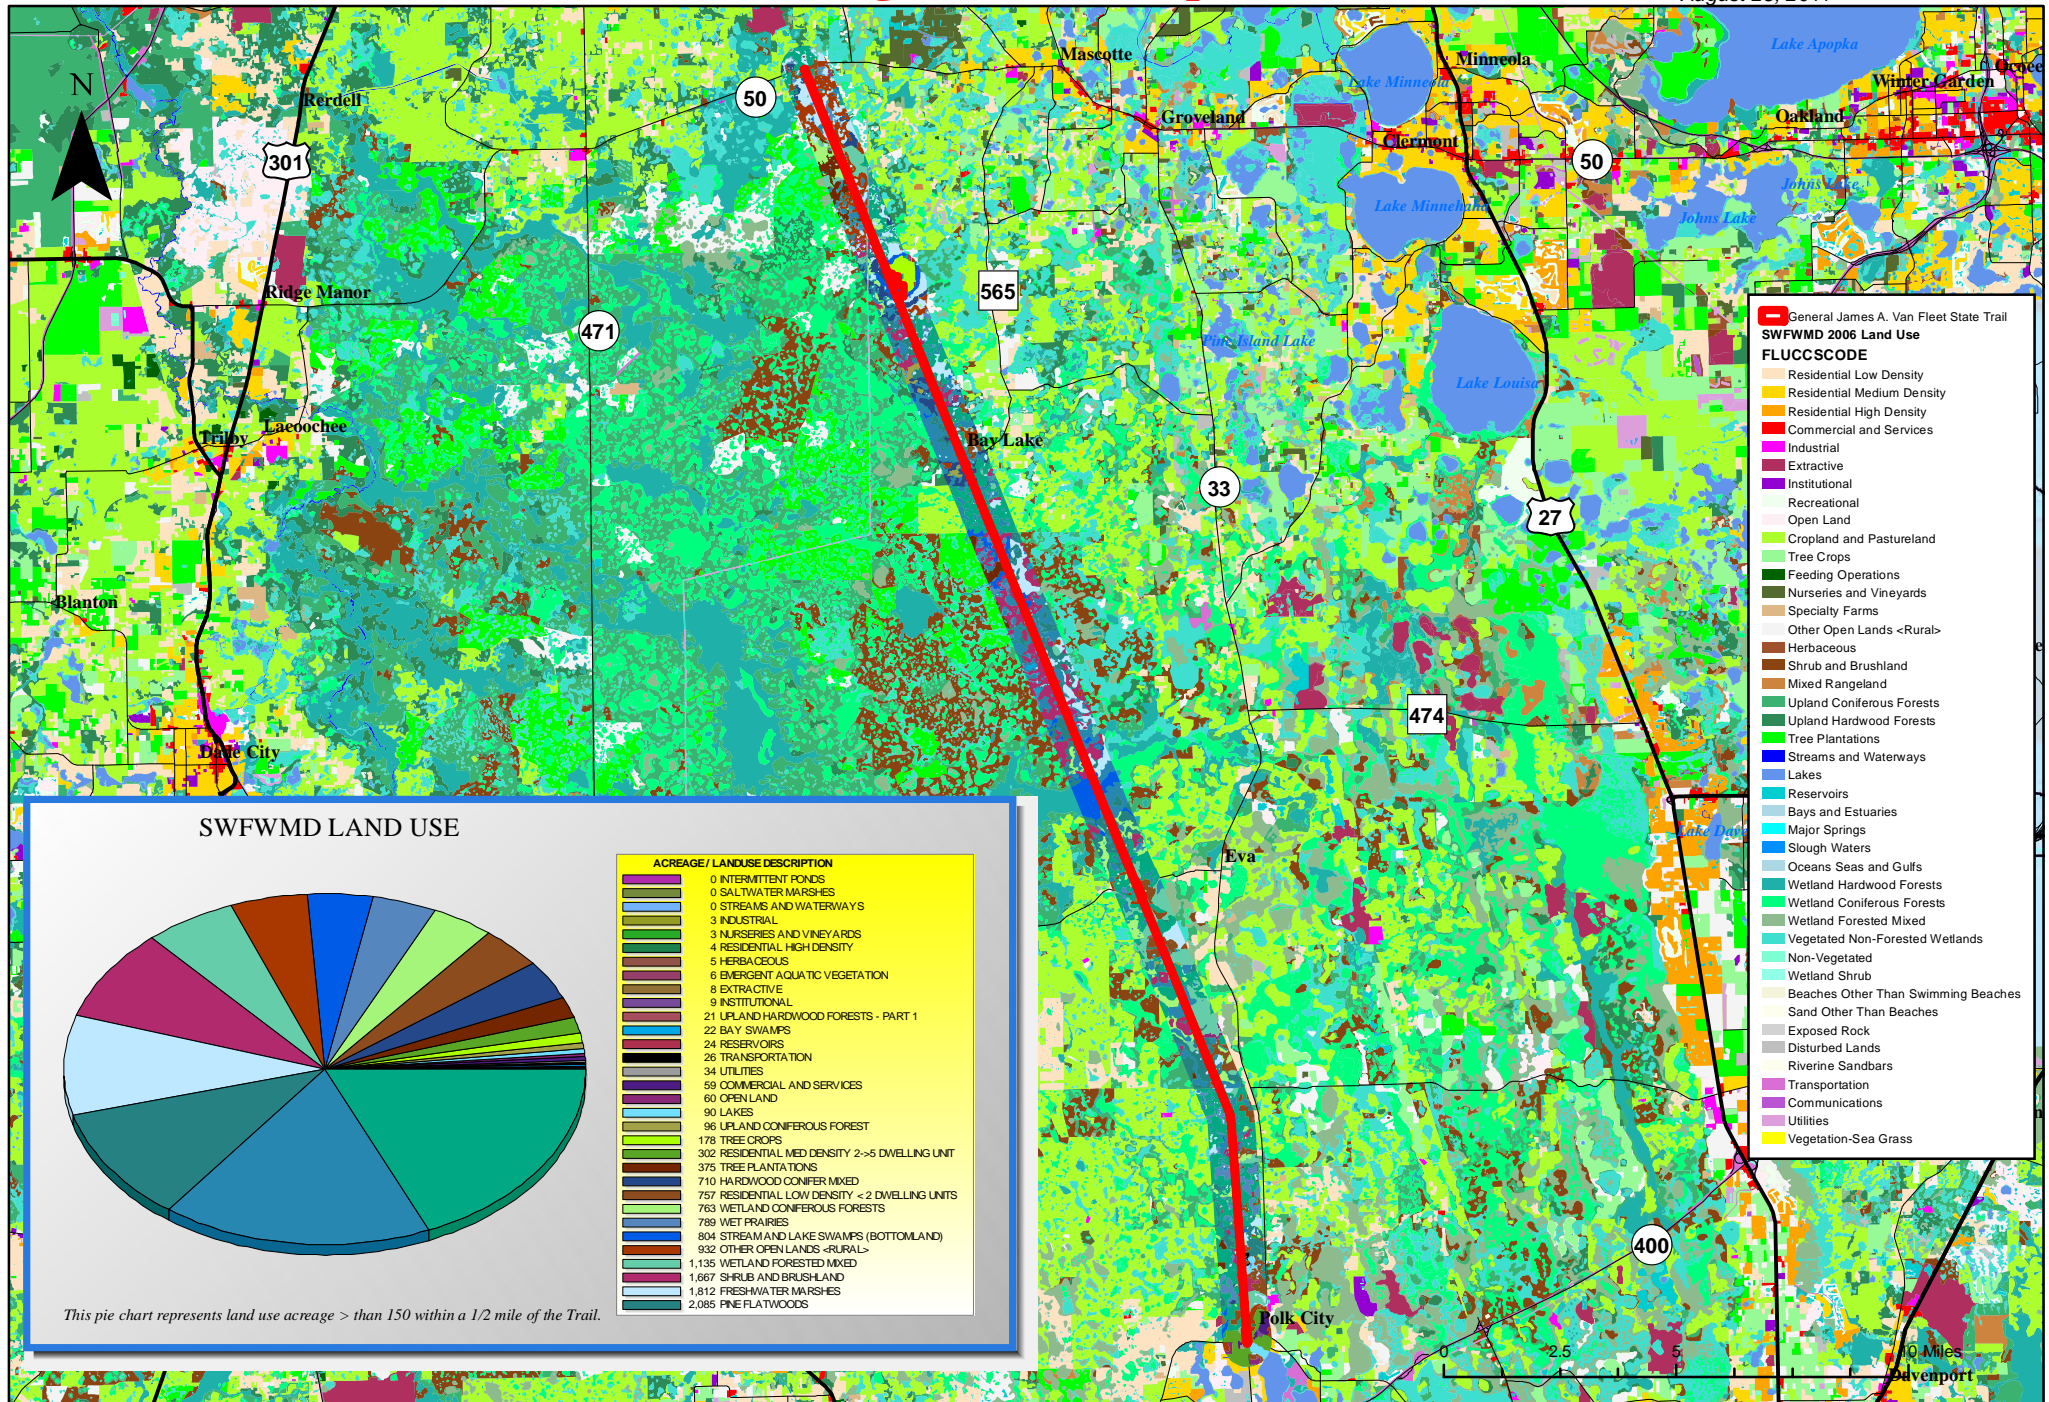 Mascotte
Minneola
Lake Apopka
Ocoee
Winter Garden
N
Rerdell
50
Lake Minneola
Groveland
Oakland
Clermont
301
50
Johns Lake
Lake Minnehaha
Johns Lake
Ridge Manor
565
471
Pine Island Lake
Lake Louisa
Trilby
Lacoochee
Bay Lake
33
27
Blanton
474
Dade City
Lake Dave
Eva
400
Polk City
0 2.5 5 10 Miles
Davenport
General James A. Van Fleet State Trail
SWFWMD 2006 Land Use
FLUCCSCODE
Residential Low Density
Residential Medium Density
Residential High Density
Commercial and Services
Industrial
Extractive
Institutional
Recreational
Open Land
Cropland and Pastureland
Tree Crops
Feeding Operations
Nurseries and Vineyards
Specialty Farms
Other Open Lands <Rural>
Herbaceous
Shrub and Brushland
Mixed Rangeland
Upland Coniferous Forests
Upland Hardwood Forests
Tree Plantations
Streams and Waterways
Lakes
Reservoirs
Bays and Estuaries
Major Springs
Slough Waters
Oceans Seas and Gulfs
Wetland Hardwood Forests
Wetland Coniferous Forests
Wetland Forested Mixed
Vegetated Non-Forested Wetlands
Non-Vegetated
Wetland Shrub
Beaches Other Than Swimming Beaches
Sand Other Than Beaches
Exposed Rock
Disturbed Lands
Riverine Sandbars
Transportation
Communications
Utilities
Vegetation-Sea Grass
SWFWMD LAND USE
ACREAGE / LANDUSE DESCRIPTION
0 INTERMITTENT PONDS
0 SALTWATER MARSHES
0 STREAMS AND WATERWAYS
3 INDUSTRIAL
3 NURSERIES AND VINEYARDS
4 RESIDENTIAL HIGH DENSITY
5 HERBACEOUS
6 EMERGENT AQUATIC VEGETATION
8 EXTRACTIVE
9 INSTITUTIONAL
21 UPLAND HARDWOOD FORESTS - PART 1
22 BAY SWAMPS
24 RESERVOIRS
26 TRANSPORTATION
34 UTILITIES
59 COMMERCIAL AND SERVICES
60 OPEN LAND
90 LAKES
96 UPLAND CONIFEROUS FOREST
178 TREE CROPS
302 RESIDENTIAL MED DENSITY 2->5 DWELLING UNIT
375 TREE PLANTATIONS
710 HARDWOOD CONIFER MIXED
757 RESIDENTIAL LOW DENSITY < 2 DWELLING UNITS
763 WETLAND CONIFEROUS FORESTS
789 WET PRAIRIES
804 STREAM AND LAKE SWAMPS (BOTTOMLAND)
932 OTHER OPEN LANDS <RURAL>
1,135 WETLAND FORESTED MIXED
1,667 SHRUB AND BRUSHLAND
1,812 FRESHWATER MARSHES
2,085 PINE FLATWOODS
This pie chart represents land use acreage > than 150 within a 1/2 mile of the Trail.